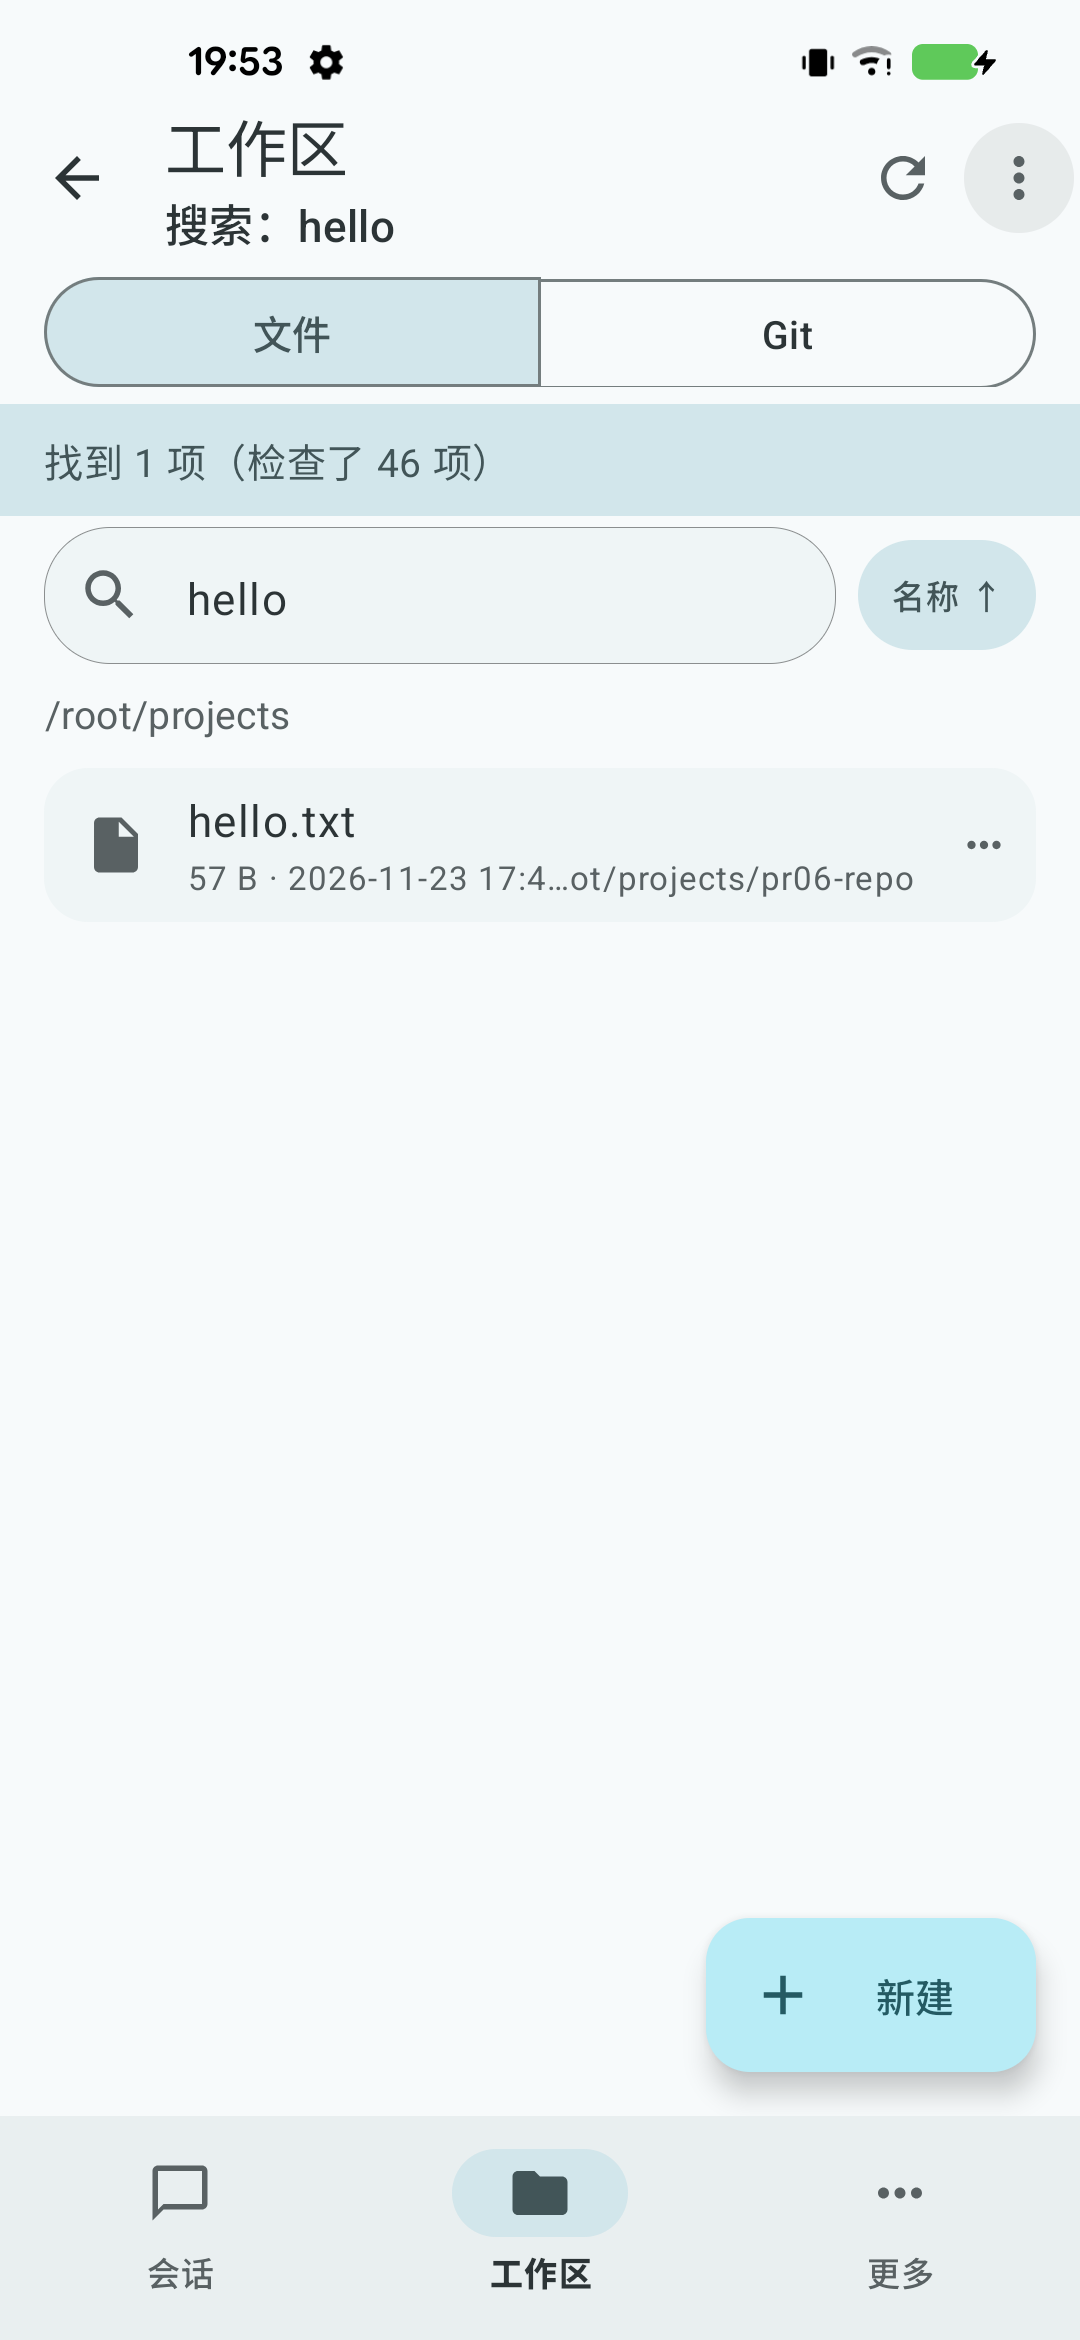 19:53
工作区
搜索：hello
文件
Git
找到 1 项（检查了 46 项）
hello
名称 ↑
/root/projects
hello.txt
57 B · 2026-11-23 17:4…ot/projects/pr06-repo
新建
会话
工作区
更多